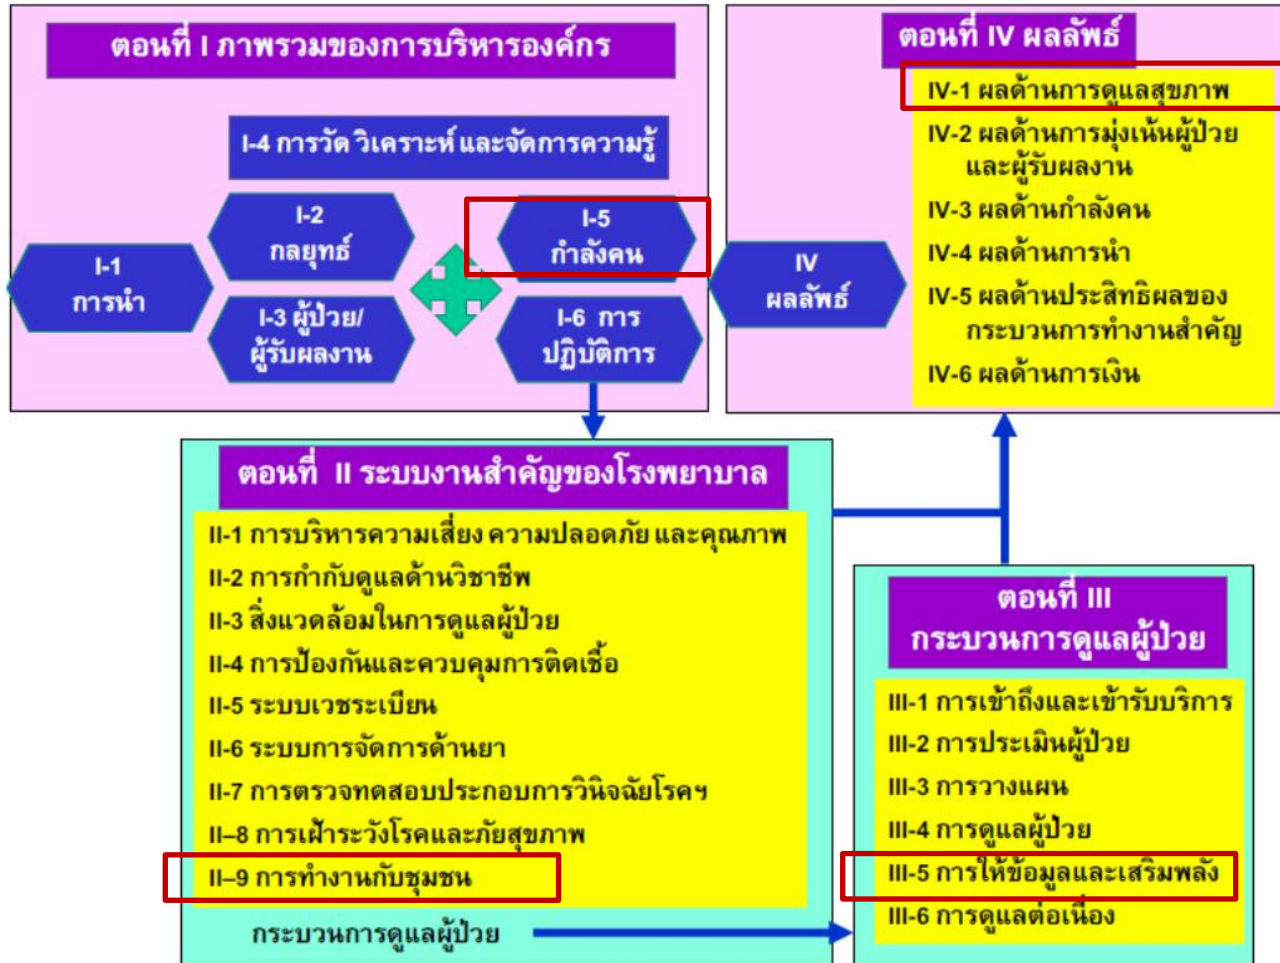 ตอนที่ I ภาพรวมของการบริหารองค์กร
I-4 การวัด วิเคราะห์ และจัดการความรู้
I-1
การนำ
I-2
กลยุทธ์
I-3 ผู้ป่วย/
ผู้รับผลงาน
I-5
กำลังคน
I-6 การ
ปฏิบัติการ
IV
ผลลัพธ์
ตอนที่ IV ผลลัพธ์
IV-1 ผลด้านการดูแลสุขภาพ
IV-2 ผลด้านการมุ่งเน้นผู้ป่วย
และผู้รับผลงาน
IV-3 ผลด้านกำลังคน
IV-4 ผลด้านการนำ
IV-5 ผลด้านประสิทธิผลของ
กระบวนการทำงานสำคัญ
IV-6 ผลด้านการเงิน
ตอนที่ II ระบบงานสำคัญของโรงพยาบาล
II-1 การบริหารความเสี่ยง ความปลอดภัย และคุณภาพ
II-2 การกำกับดูแลด้านวิชาชีพ
II-3 สิ่งแวดล้อมในการดูแลผู้ป่วย
II-4 การป้องกันและควบคุมการติดเชื้อ
II-5 ระบบเวชระเบียน
II-6 ระบบการจัดการด้านยา
II-7 การตรวจทดสอบประกอบการวินิจฉัยโรคฯ
II–8 การเฝ้าระวังโรคและภัยสุขภาพ
II–9 การทำงานกับชุมชน
กระบวนการดูแลผู้ป่วย
ตอนที่ III
กระบวนการดูแลผู้ป่วย
III-1 การเข้าถึงและเข้ารับบริการ
III-2 การประเมินผู้ป่วย
III-3 การวางแผน
III-4 การดูแลผู้ป่วย
III-5 การให้ข้อมูลและเสริมพลัง
III-6 การดูแลต่อเนื่อง